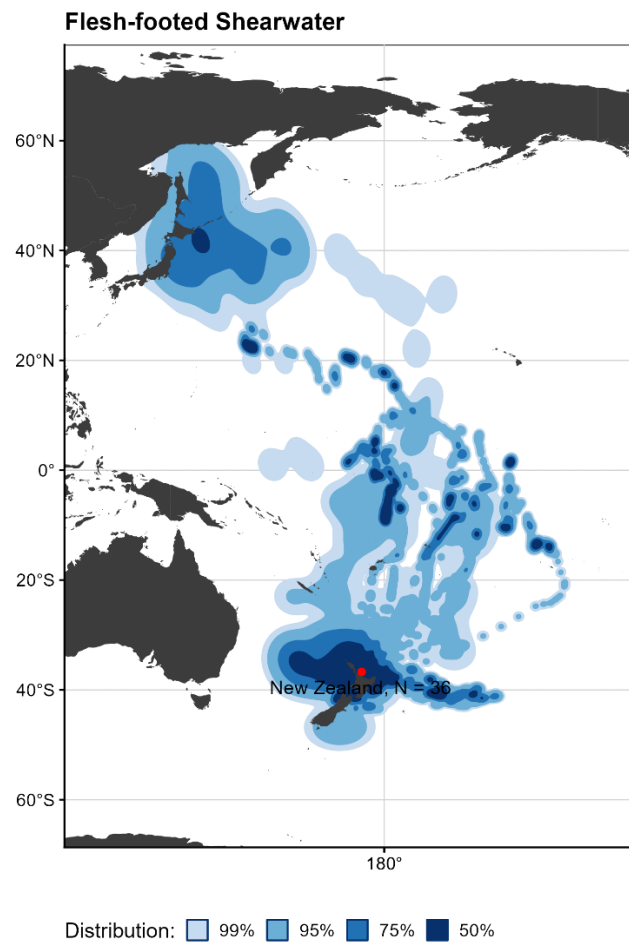 Flesh-footed Shearwater
60°N
40°N
20°N
0°
20°S
New Zealand, N = 36
40°S
60°S
180°
Distribution: 99% 95% 75% 50%